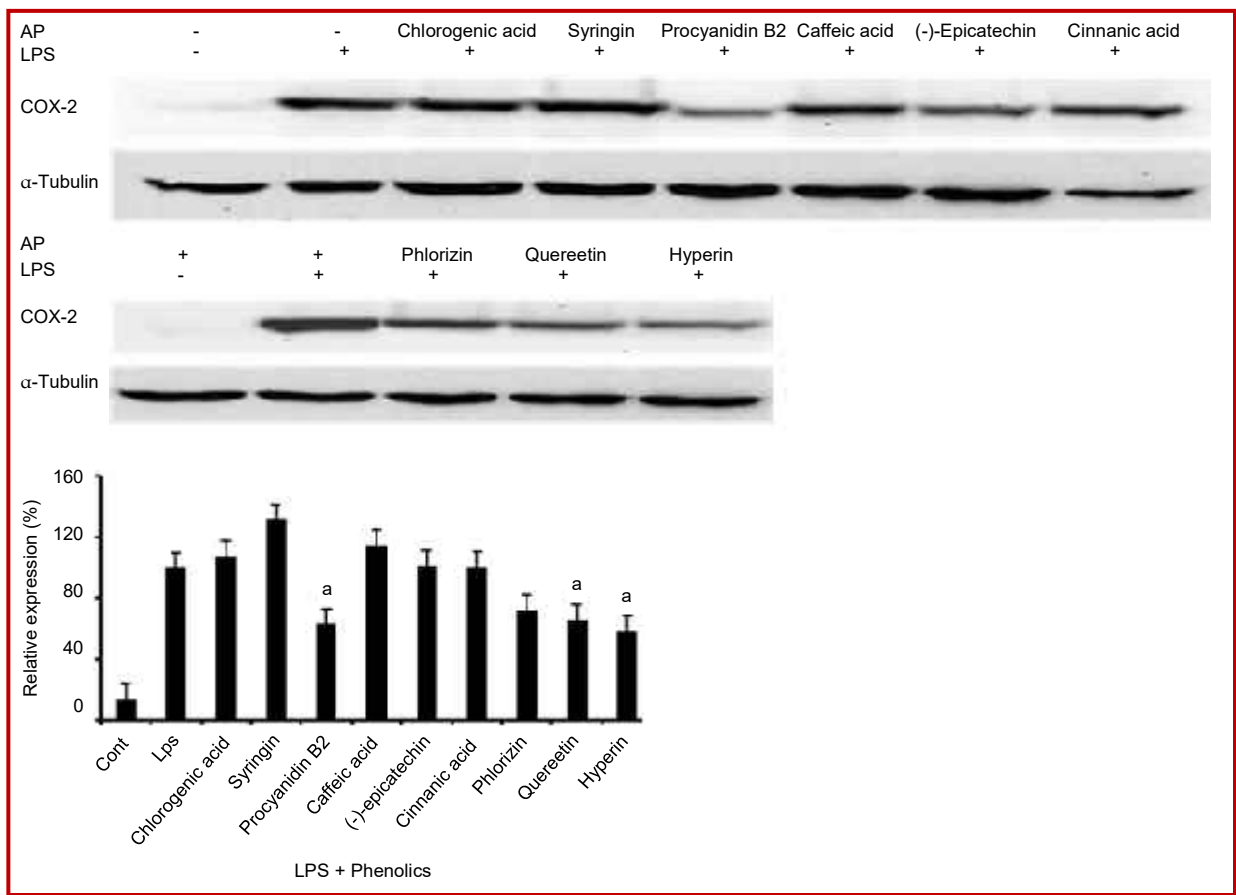 AP - - Chlorogenic acid Syringin Procyanidin B2 Caffeic acid (-)-Epicatechin Cinnanic acid
LPS - + + + + + + +
COX-2
α-Tubulin
AP + + Phlorizin Quereetin Hyperin
LPS - + + + +
COX-2
α-Tubulin
Relative expression (%)
160
120
80
40
0
a
a
a
Cont
Lps
Chlorogenic acid
Syringin
Procyanidin B2
Caffeic acid
(-)-epicatechin
Cinnanic acid
Phlorizin
Quereetin
Hyperin
LPS + Phenolics